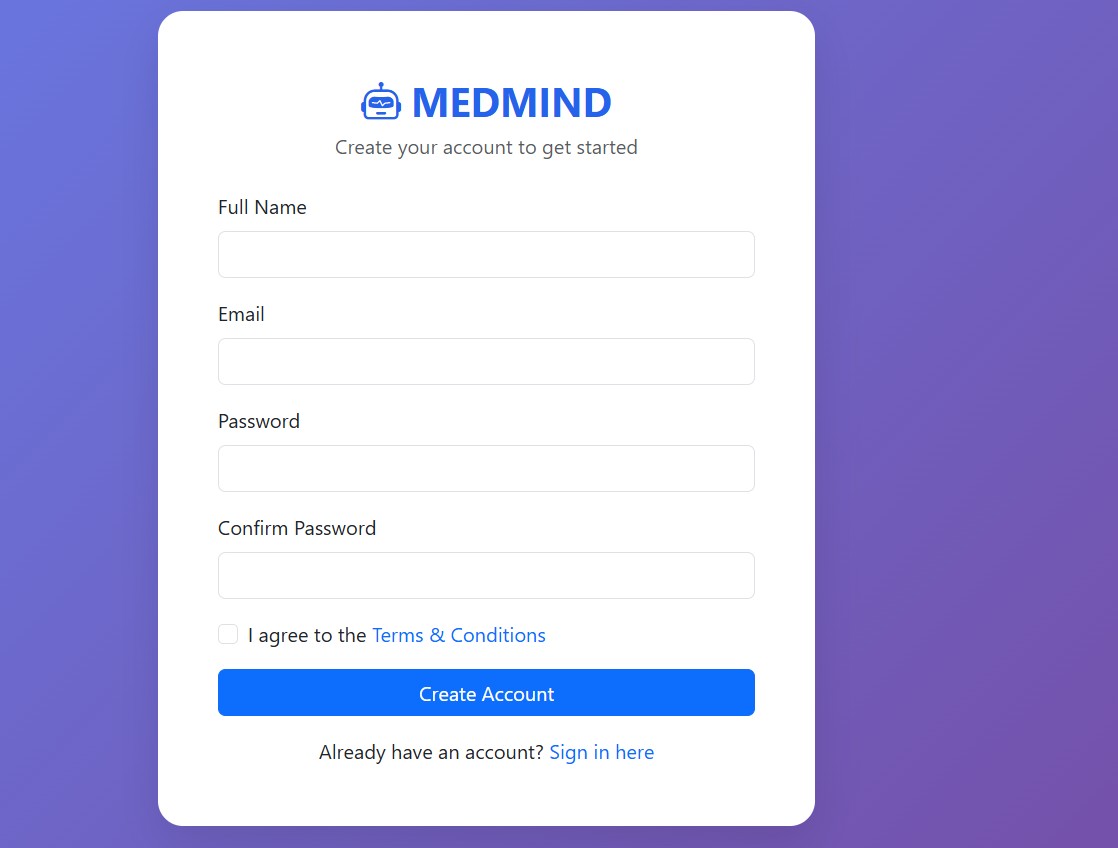 MEDMIND
Create your account to get started
Full Name
Email
Password
Confirm Password
I agree to the Terms & Conditions
Create Account
Already have an account? Sign in here